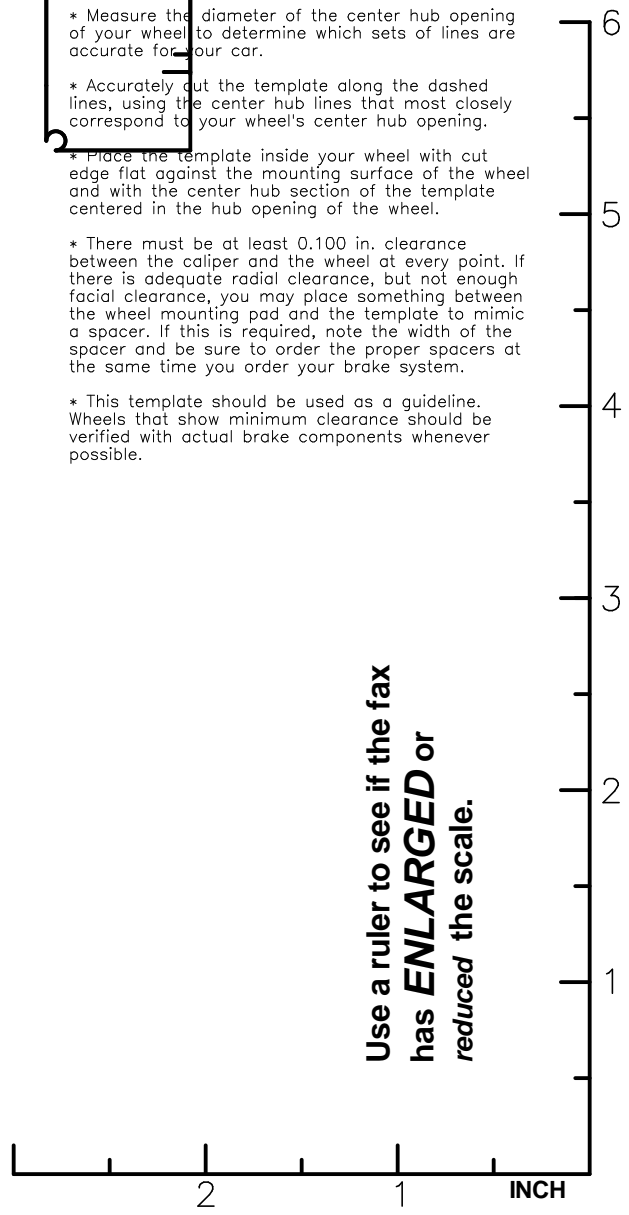 * Measure the diameter of the center hub opening
of your wheel to determine which sets of lines are
accurate for your car.
* Accurately cut the template along the dashed
lines, using the center hub lines that most closely
correspond to your wheel's center hub opening.
* Place the template inside your wheel with cut
edge flat against the mounting surface of the wheel
and with the center hub section of the template
centered in the hub opening of the wheel.
* There must be at least 0.100 in. clearance
between the caliper and the wheel at every point. If
there is adequate radial clearance, but not enough
facial clearance, you may place something between
the wheel mounting pad and the template to mimic
a spacer. If this is required, note the width of the
spacer and be sure to order the proper spacers at
the same time you order your brake system.
* This template should be used as a guideline.
Wheels that show minimum clearance should be
verified with actual brake components whenever
possible.
Use a ruler to see if the fax
has ENLARGED or
reduced the scale.
6
5
4
3
2
1
2
1
INCH